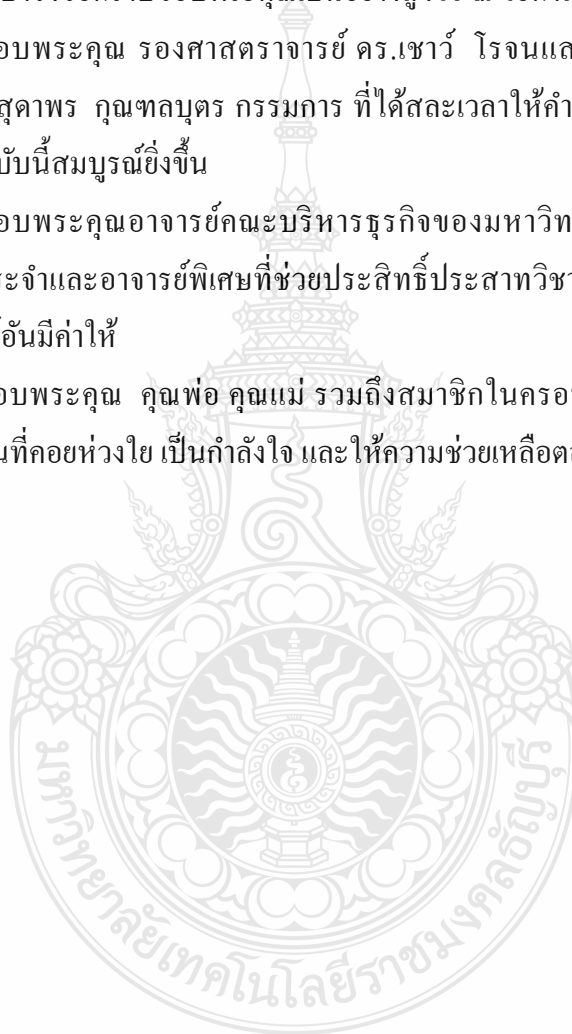 อบพระคุณ รองศาสตราจารย์ ดร.เชาว์ โรจนแส
สุดาพร กุณฑลบุตร กรรมการ ที่ได้สละเวลาให้คำ
บับนี้สมบูรณ์ยิ่งขึ้น
อบพระคุณอาจารย์คณะบริหารธุรกิจของมหาวิท
ระจำและอาจารย์พิเศษที่ช่วยประสิทธิ์ประสาทวิชา
อันมีค่าให้
อบพระคุณ คุณพ่อ คุณแม่ รวมถึงสมาชิกในครอ
นที่คอยห่วงใย เป็นกำลังใจ และให้ความช่วยเหลือต
มหาวิทยาลัยเทคโนโลยีราชมงคลธัญบุรี